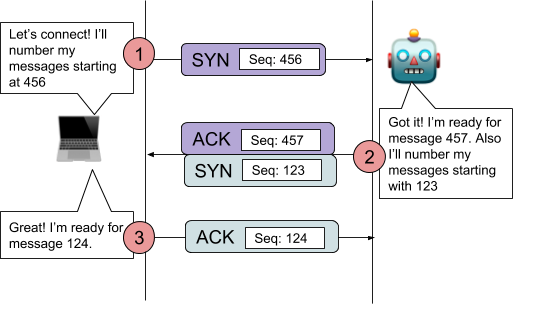 Let's connect! I'll
number my
messages starting
at 456
1
SYN Seq: 456
ACK Seq: 457
SYN Seq: 123
2
Got it! I'm ready for
message 457. Also
I'll number my
messages starting
with 123
Great! I'm ready for
message 124.
3
ACK Seq: 124